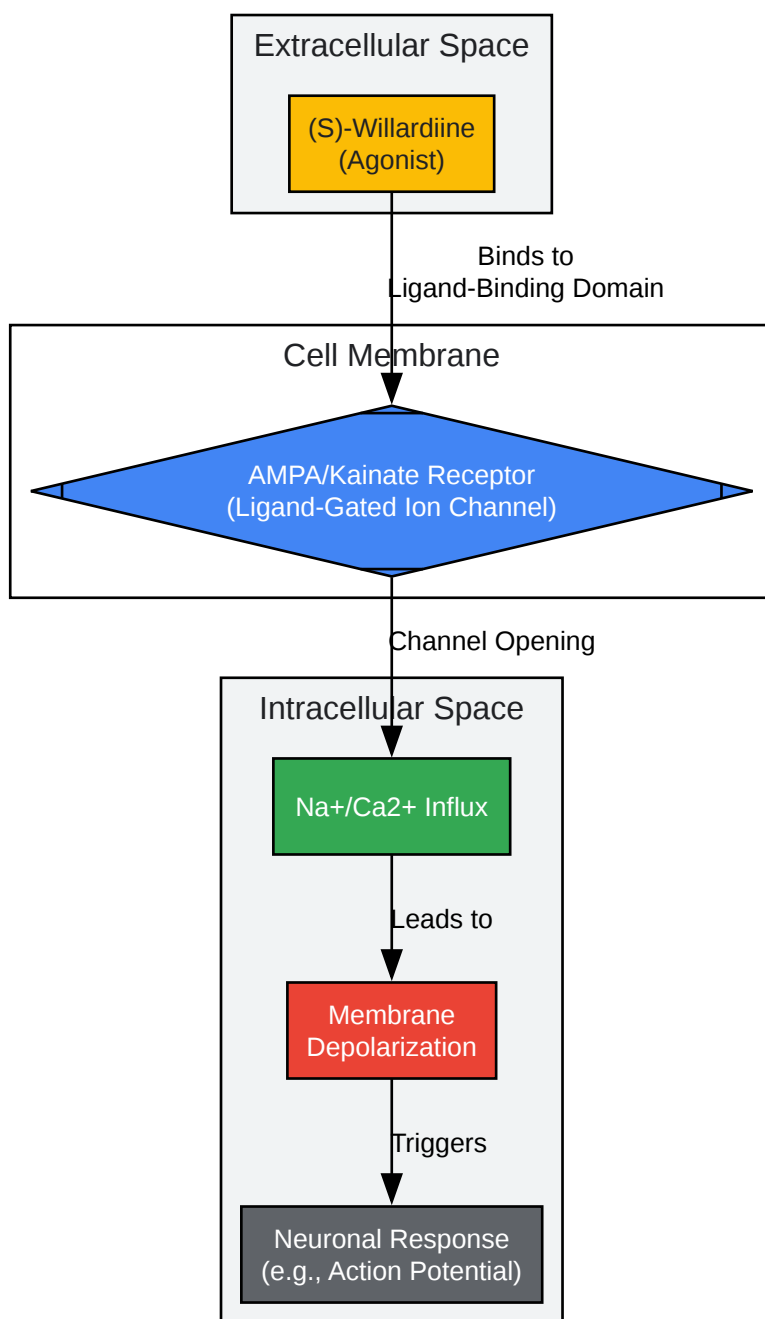 Extracellular Space
(S)-Willardiine
(Agonist)
Binds to
Ligand-Binding Domain
Cell Membrane
AMPA/Kainate Receptor
(Ligand-Gated Ion Channel)
Channel Opening
Intracellular Space
Na+/Ca2+ Influx
Leads to
Membrane
Depolarization
Triggers
Neuronal Response
(e.g., Action Potential)